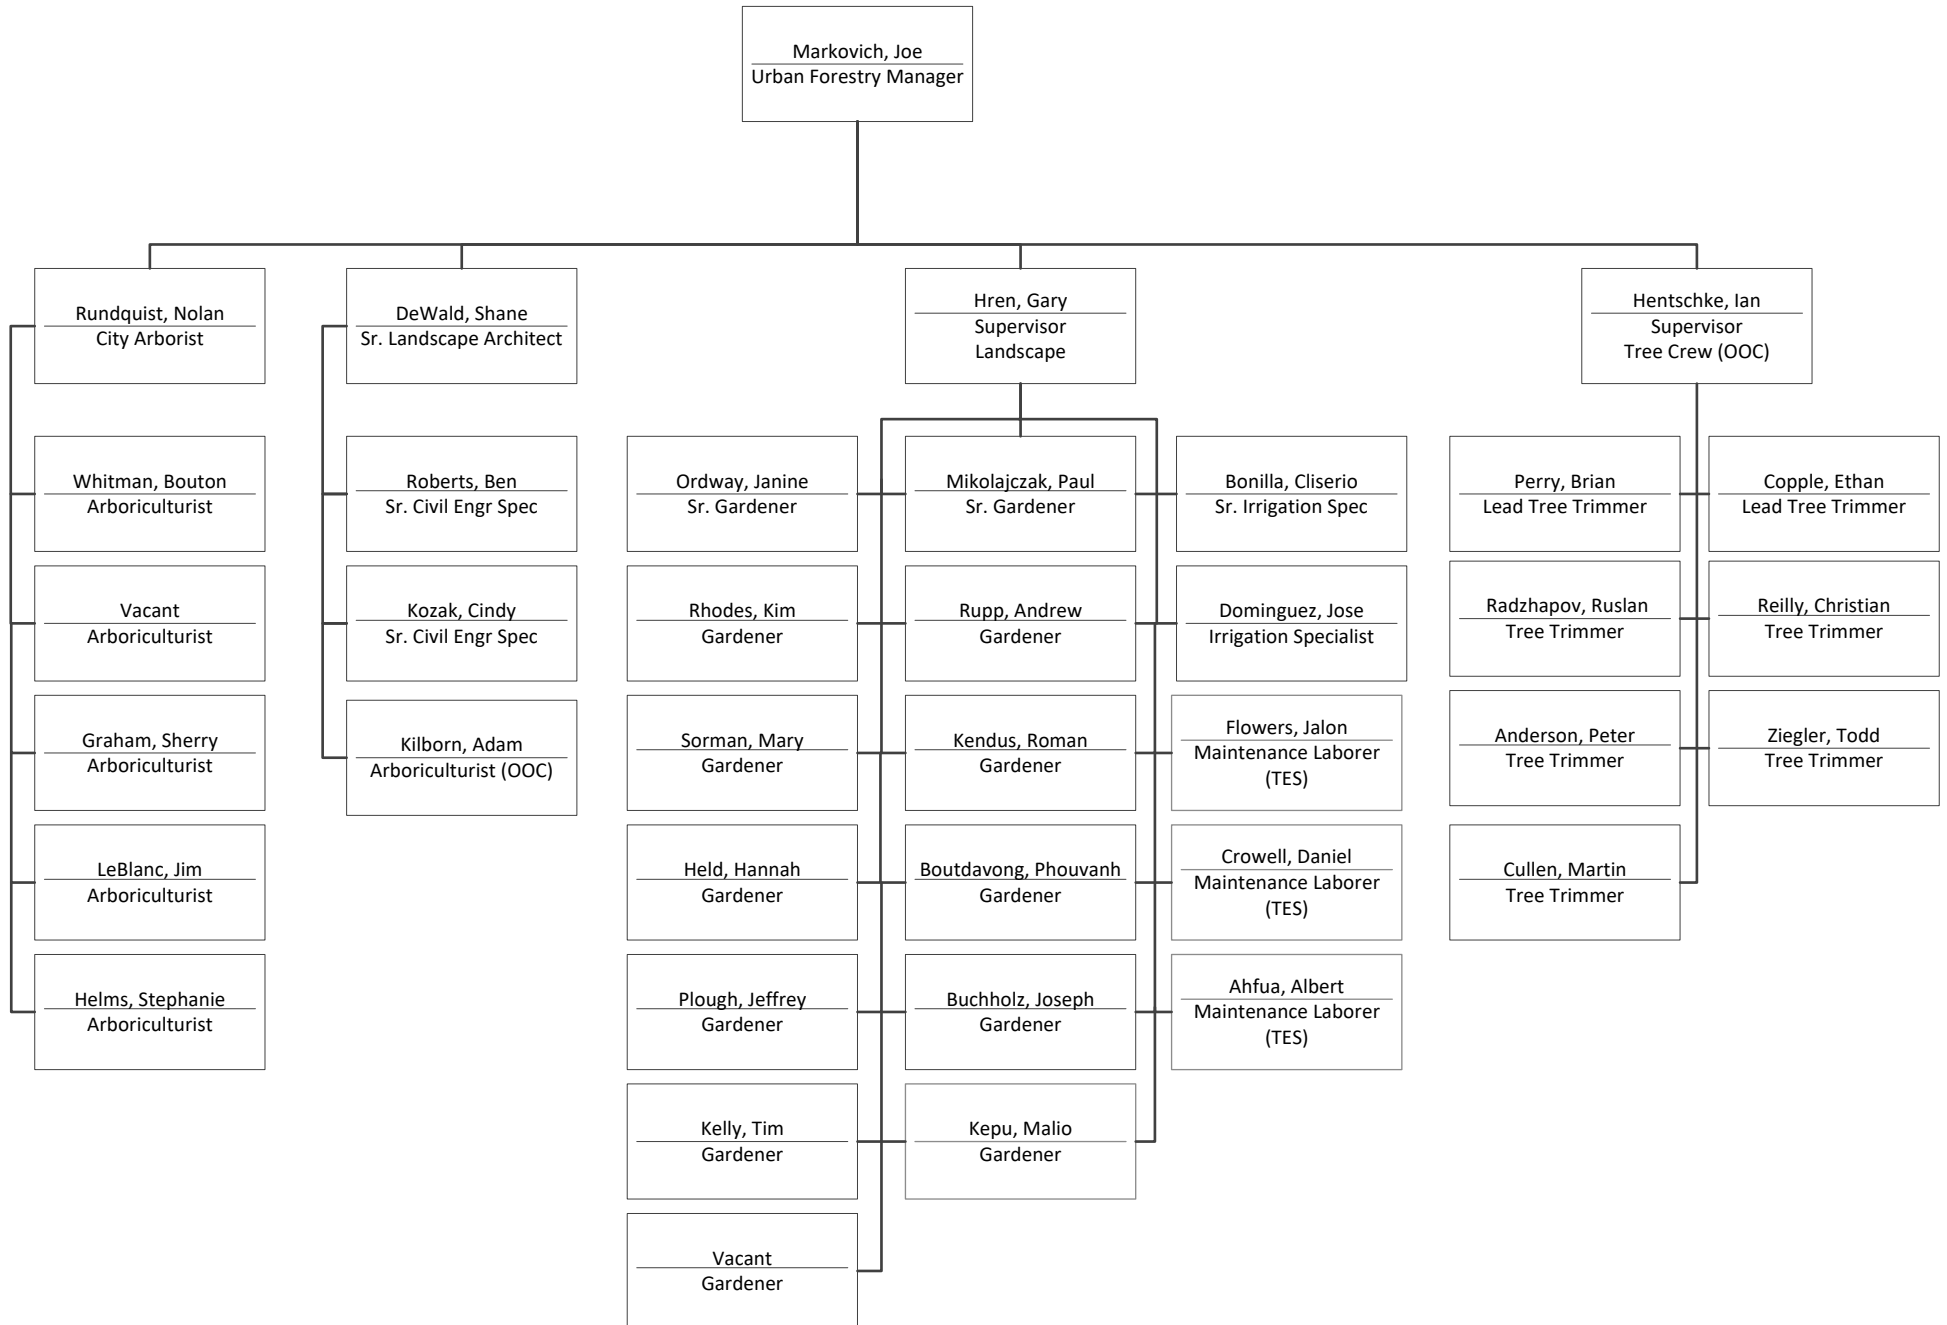 Markovich, Joe
Urban Forestry Manager
Rundquist, Nolan
City Arborist
DeWald, Shane
Sr. Landscape Architect
Hren, Gary
Supervisor
Landscape
Hentschke, Ian
Supervisor
Tree Crew (OOC)
Whitman, Bouton
Arboriculturist
Roberts, Ben
Sr. Civil Engr Spec
Ordway, Janine
Sr. Gardener
Mikolajczak, Paul
Sr. Gardener
Bonilla, Cliserio
Sr. Irrigation Spec
Perry, Brian
Lead Tree Trimmer
Copple, Ethan
Lead Tree Trimmer
Vacant
Arboriculturist
Kozak, Cindy
Sr. Civil Engr Spec
Rhodes, Kim
Gardener
Rupp, Andrew
Gardener
Dominguez, Jose
Irrigation Specialist
Radzhapov, Ruslan
Tree Trimmer
Reilly, Christian
Tree Trimmer
Graham, Sherry
Arboriculturist
Kilborn, Adam
Arboriculturist (OOC)
Sorman, Mary
Gardener
Kendus, Roman
Gardener
Flowers, Jalon
Maintenance Laborer
(TES)
Anderson, Peter
Tree Trimmer
Ziegler, Todd
Tree Trimmer
LeBlanc, Jim
Arboriculturist
Held, Hannah
Gardener
Boutdavong, Phouvanh
Gardener
Crowell, Daniel
Maintenance Laborer
(TES)
Cullen, Martin
Tree Trimmer
Helms, Stephanie
Arboriculturist
Plough, Jeffrey
Gardener
Buchholz, Joseph
Gardener
Ahfua, Albert
Maintenance Laborer
(TES)
Kelly, Tim
Gardener
Kepu, Malio
Gardener
Vacant
Gardener